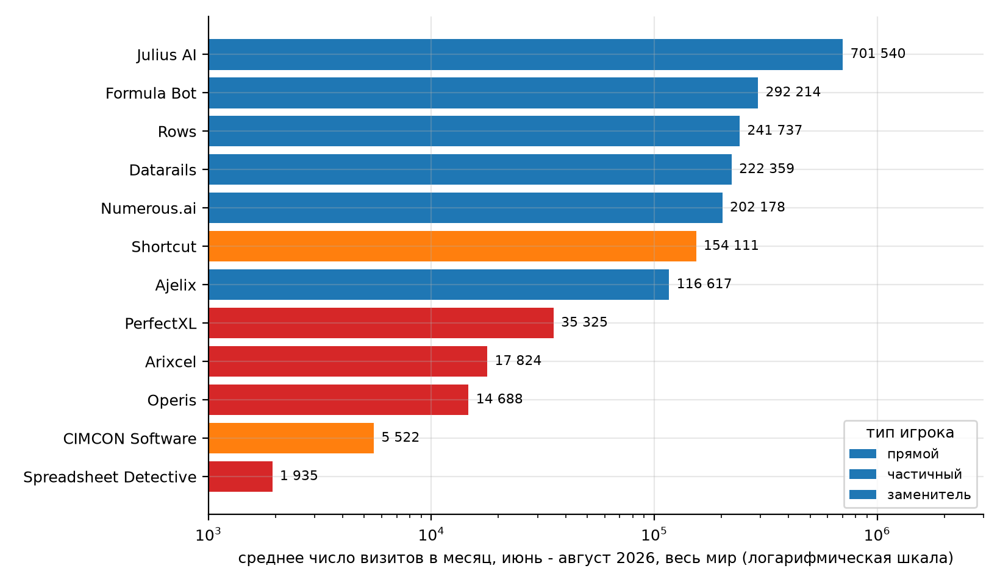 Julius AI 701 540
Formula Bot 292 214
Rows 241 737
Datarails 222 359
Numerous.ai 202 178
Shortcut 154 111
Ajelix 116 617
PerfectXL 35 325
Arixcel 17 824
Operis 14 688
CIMCON Software 5 522
Spreadsheet Detective 1 935
тип игрока
прямой
частичный
заменитель
10³ 10⁴ 10⁵ 10⁶
среднее число визитов в месяц, июнь - август 2026, весь мир (логарифмическая шкала)